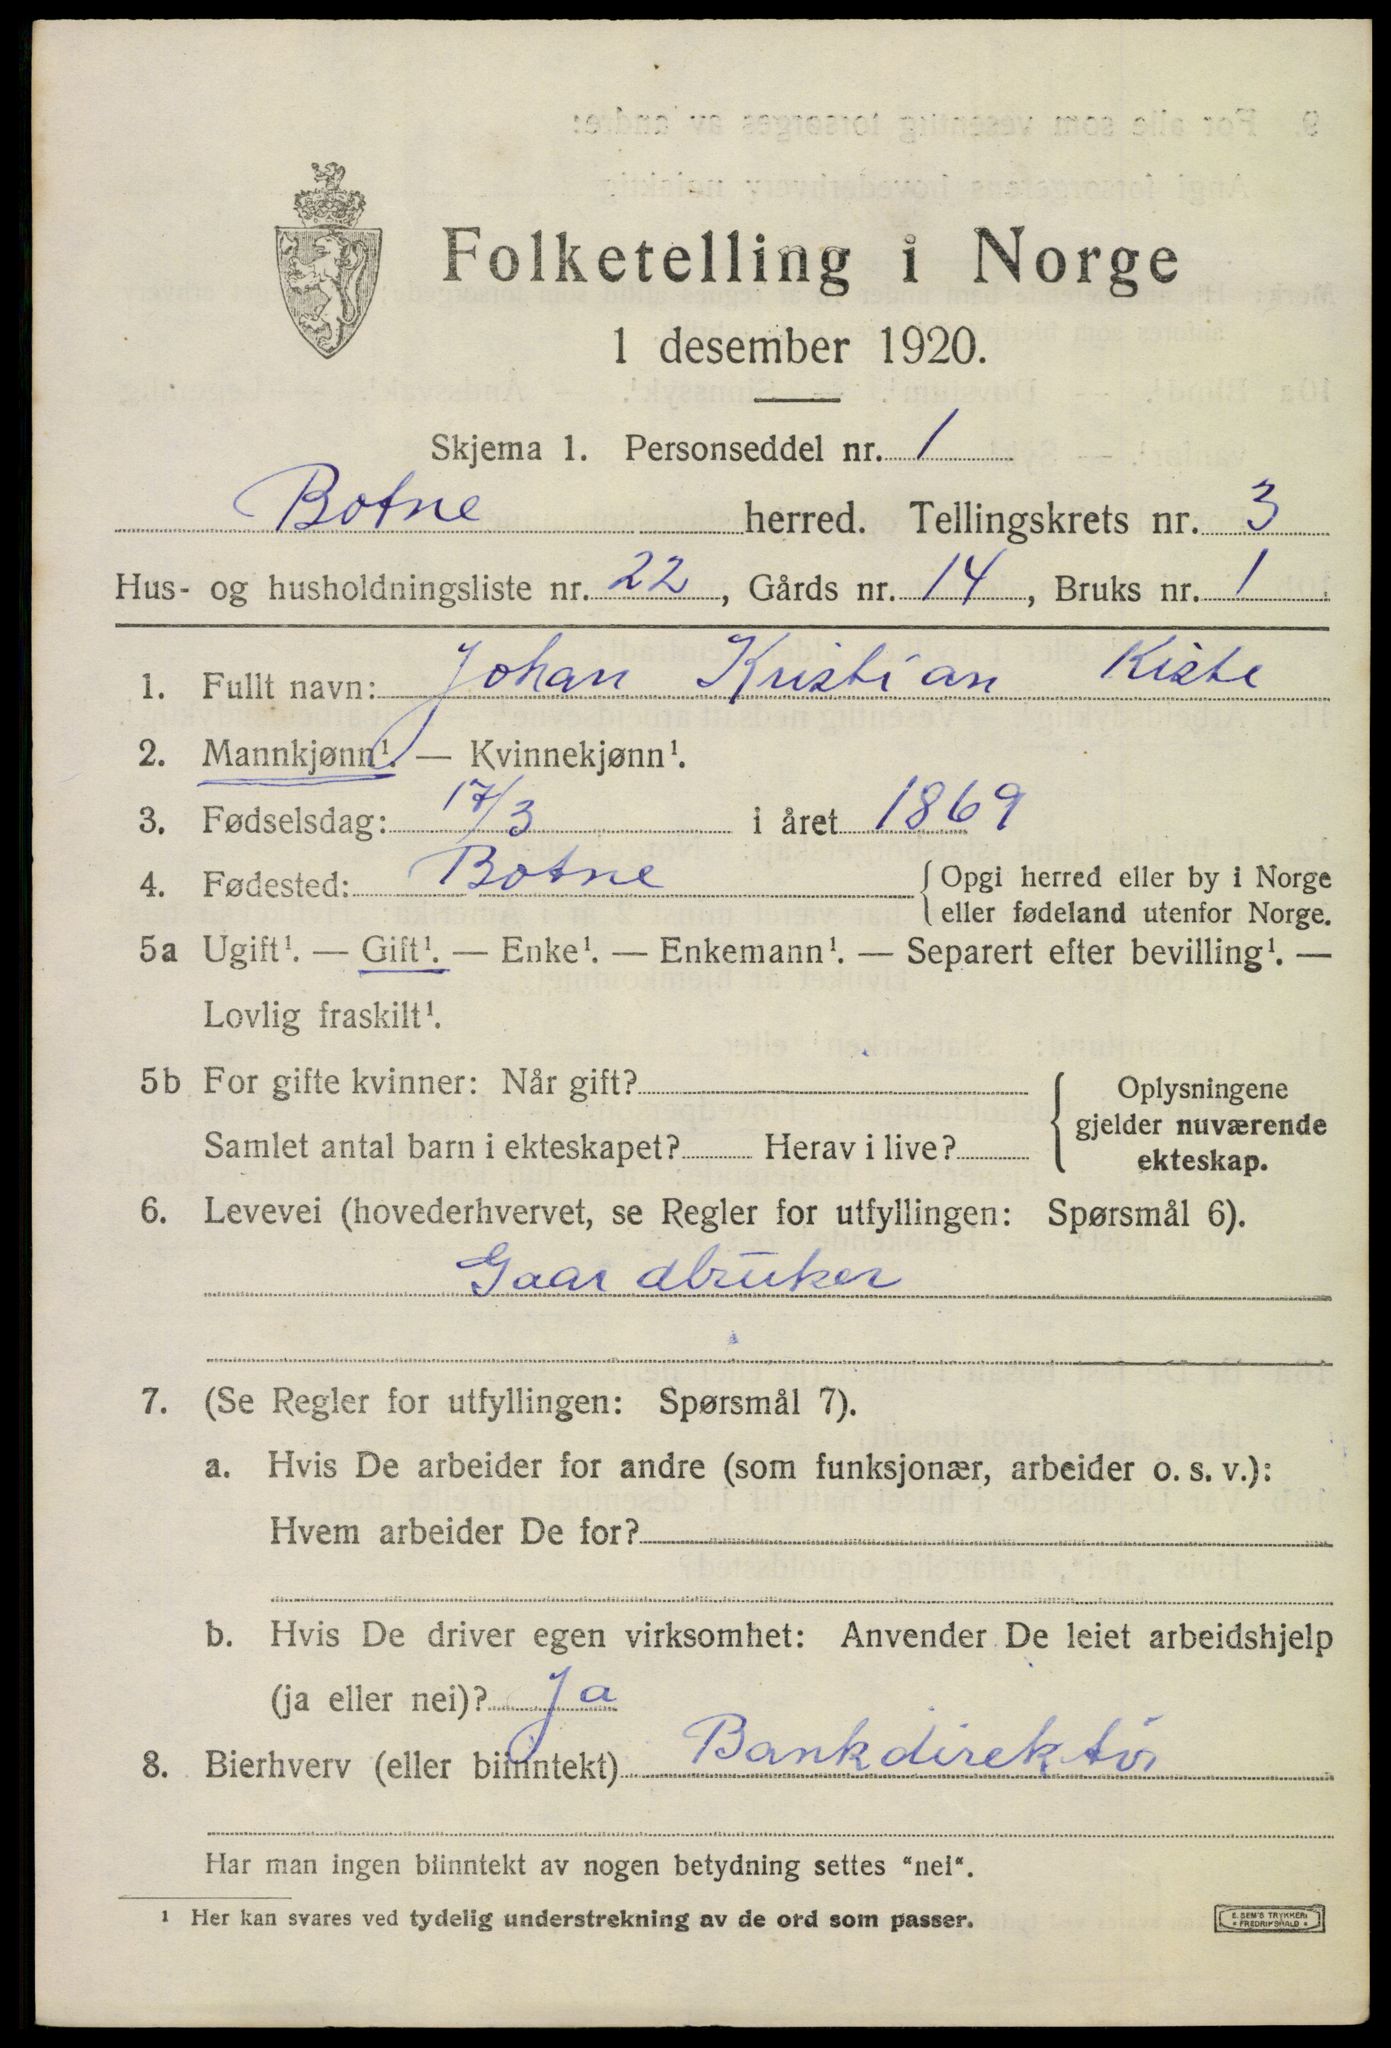 Folketelling i Norge
1 desember 1920.
Skjema 1. Personseddel nr. 1
Botne herred. Tellingskrets nr. 3
Hus- og husholdningsliste nr. 22, Gårds nr. 14, Bruks nr. 1.
1. Fullt navn: Johan Kristian Kiste
2. Mannkjønn¹. — Kvinnekjønn¹.
3. Fødselsdag: 17/3 i året 1869
4. Fødested: Botne { Opgi herred eller by i Norge
eller fødeland utenfor Norge.
5a Ugift¹. — Gift¹. — Enke¹. — Enkemann¹. — Separert efter bevilling¹. —
Lovlig fraskilt¹.
5b For gifte kvinner: Når gift? { Oplysningene
gjelder nuværende
Samlet antal barn i ekteskapet? Herav i live? ekteskap.
6. Levevei (hovederhvervet, se Regler for utfyllingen: Spørsmål 6).
Gaardbruker
7. (Se Regler for utfyllingen: Spørsmål 7).
a. Hvis De arbeider for andre (som funksjonær, arbeider o. s. v.):
Hvem arbeider De for?
b. Hvis De driver egen virksomhet: Anvender De leiet arbeidshjelp
(ja eller nei)? Ja
8. Bierhverv (eller biinntekt) Bankdirektör
Har man ingen biinntekt av nogen betydning settes "nei".
¹ Her kan svares ved tydelig understrekning av de ord som passer.
E. SEM'S TRYKKERI
• FREDRIKSHALD •